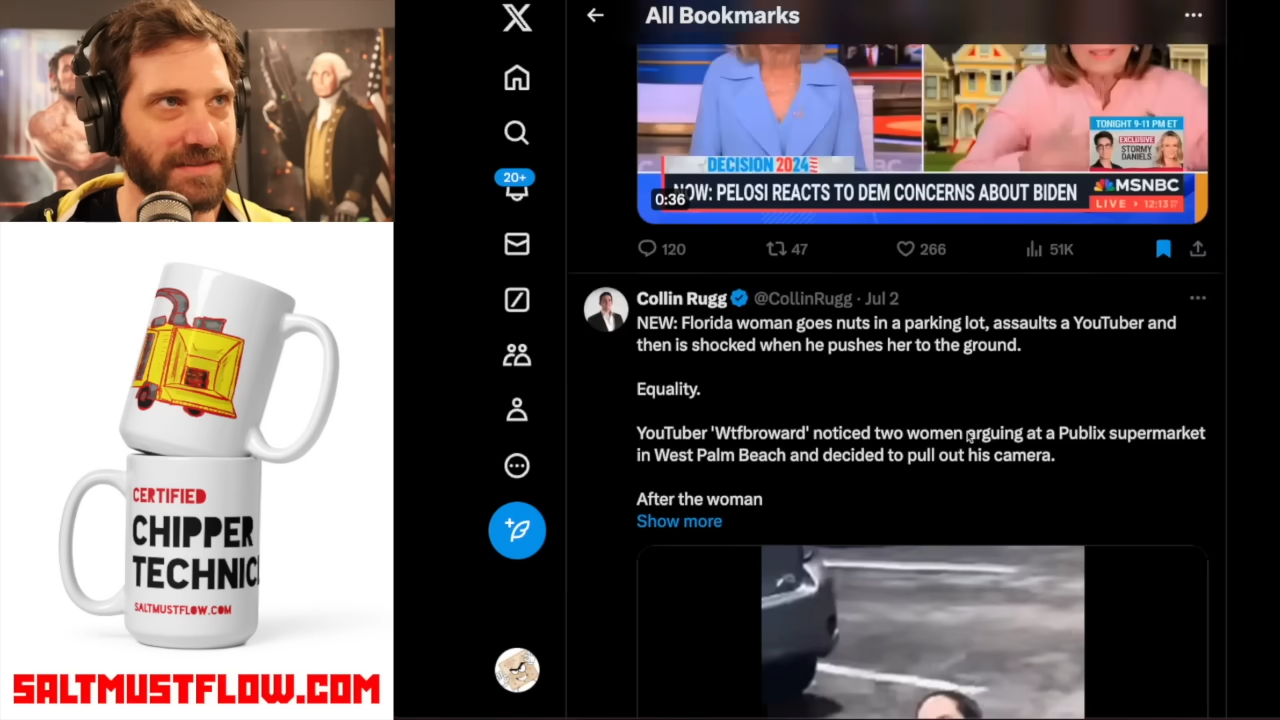 All Bookmarks
TONIGHT 9-11 PM ET
EXCLUSIVE
STORMY
DANIELS
DECISION 2024
NOW: PELOSI REACTS TO DEM CONCERNS ABOUT BIDEN
MSNBC
0:36
LIVE
20+
120
47
266
51K
Collin Rugg @CollinRugg · Jul 2
NEW: Florida woman goes nuts in a parking lot, assaults a YouTuber and
then is shocked when he pushes her to the ground.
Equality.
YouTuber 'Wtfbroward' noticed two women arguing at a Publix supermarket
in West Palm Beach and decided to pull out his camera.
After the woman
Show more
CERTIFIED
CHIPPER
TECHNIC
SALTMUSTFLOW.COM
SALTMUSTFLOW.COM